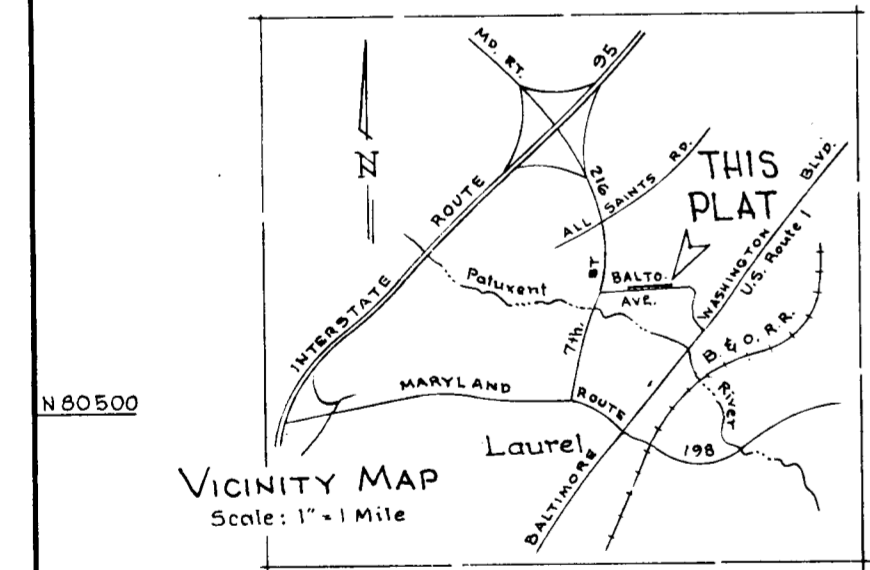 MD. RT.
95
N
INTERSTATE ROUTE
216
ALL SAINTS RD.
THIS
PLAT
BALTIMORE WASHINGTON BLVD.
U.S. Route 1
7th. ST
BALTO.
AVE.
Patuxent River
B. & O. R.R.
MARYLAND ROUTE 198
N 80500
Laurel
VICINITY MAP
Scale: 1" = 1 Mile